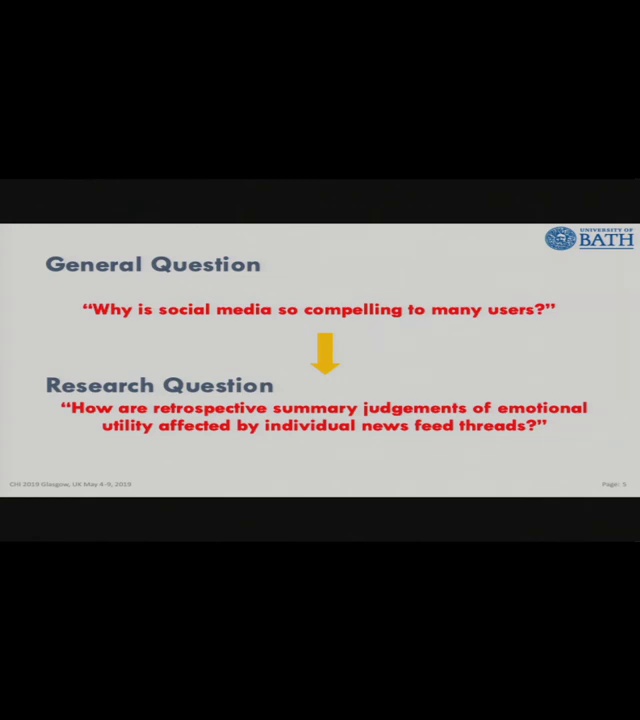 UNIVERSITY OF
BATH
General Question
“Why is social media so compelling to many users?”
Research Question
“How are retrospective summary judgements of emotional
utility affected by individual news feed threads?”
CHI 2019 Glasgow, UK May 4-9, 2019
Page: 5